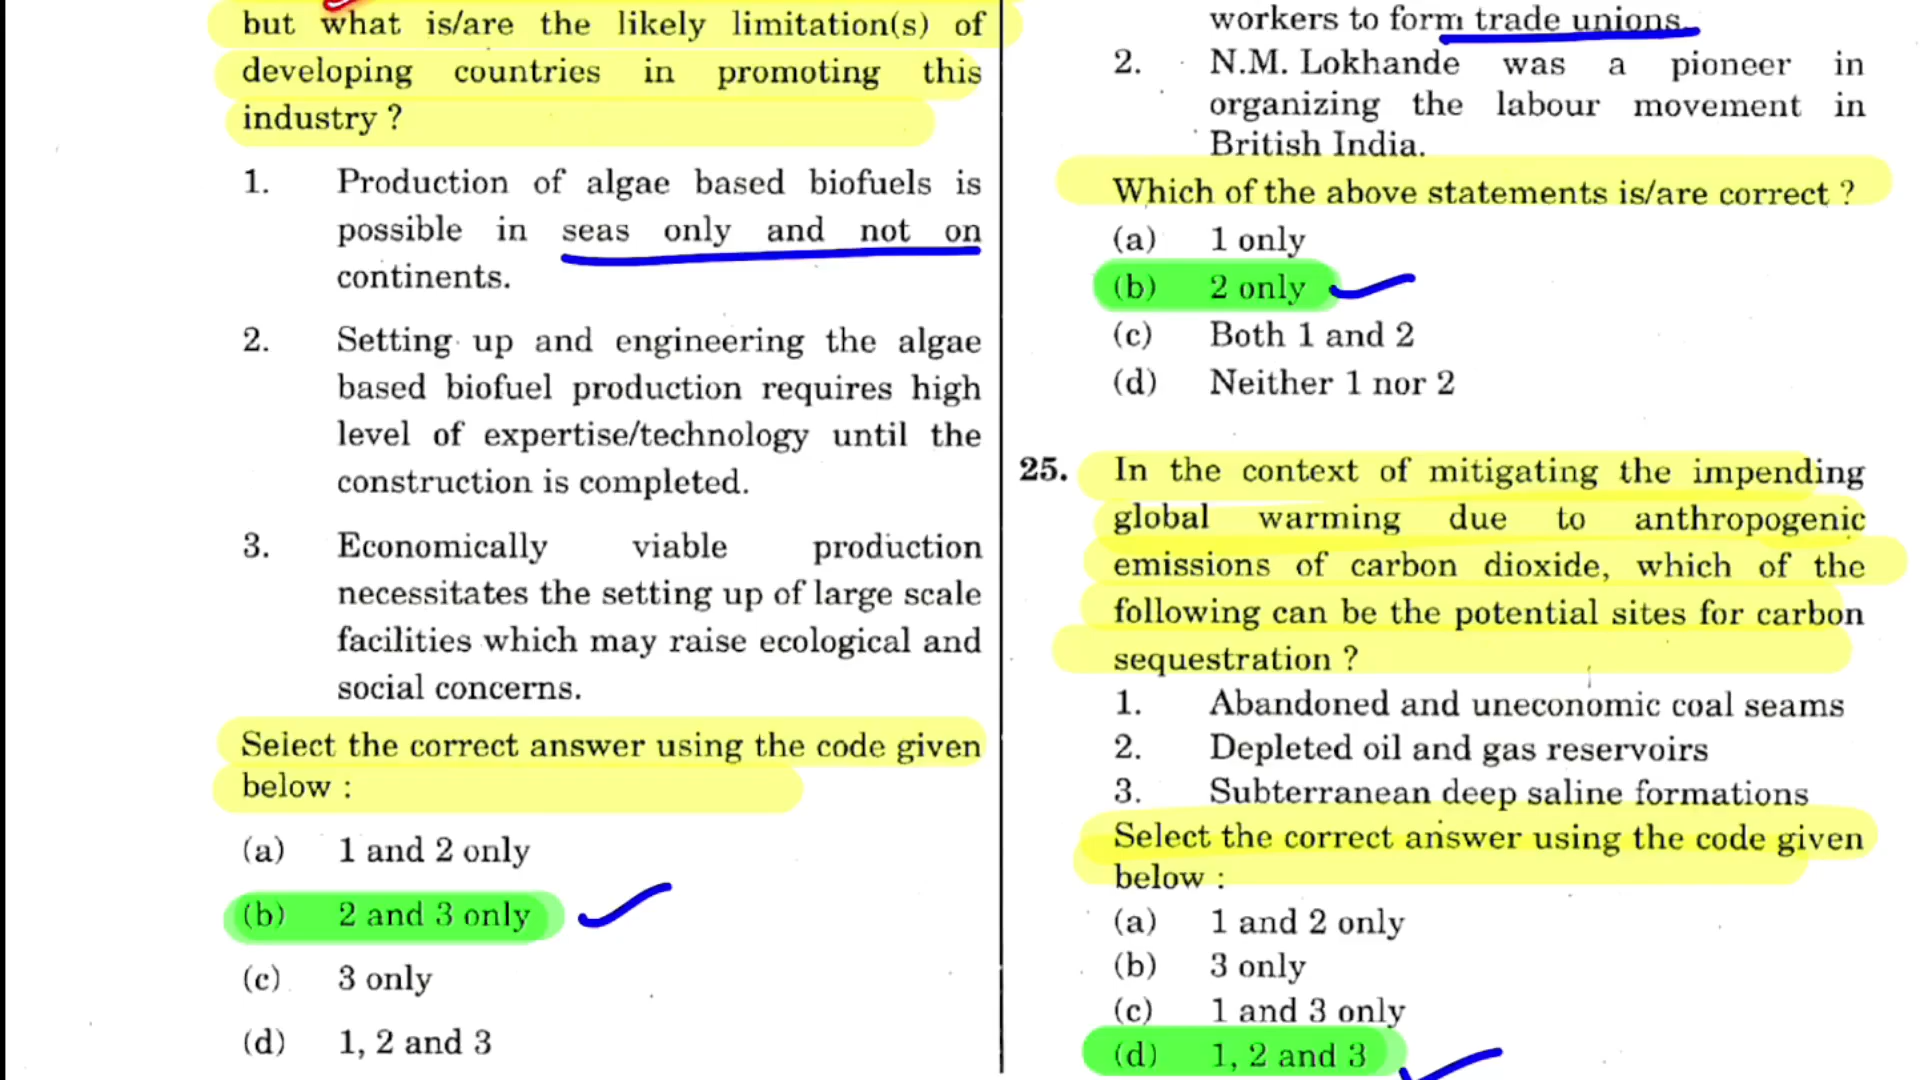 but what is/are the likely limitation(s) of
developing countries in promoting this
industry ?
1. Production of algae based biofuels is
possible in seas only and not on
continents.
2. Setting up and engineering the algae
based biofuel production requires high
level of expertise/technology until the
construction is completed.
3. Economically viable production
necessitates the setting up of large scale
facilities which may raise ecological and
social concerns.
Select the correct answer using the code given
below :
(a) 1 and 2 only
(b) 2 and 3 only
(c) 3 only
(d) 1, 2 and 3
workers to form trade unions.
2. N.M. Lokhande was a pioneer in
organizing the labour movement in
British India.
Which of the above statements is/are correct ?
(a) 1 only
(b) 2 only
(c) Both 1 and 2
(d) Neither 1 nor 2
25. In the context of mitigating the impending
global warming due to anthropogenic
emissions of carbon dioxide, which of the
following can be the potential sites for carbon
sequestration ?
1. Abandoned and uneconomic coal seams
2. Depleted oil and gas reservoirs
3. Subterranean deep saline formations
Select the correct answer using the code given
below :
(a) 1 and 2 only
(b) 3 only
(c) 1 and 3 only
(d) 1, 2 and 3